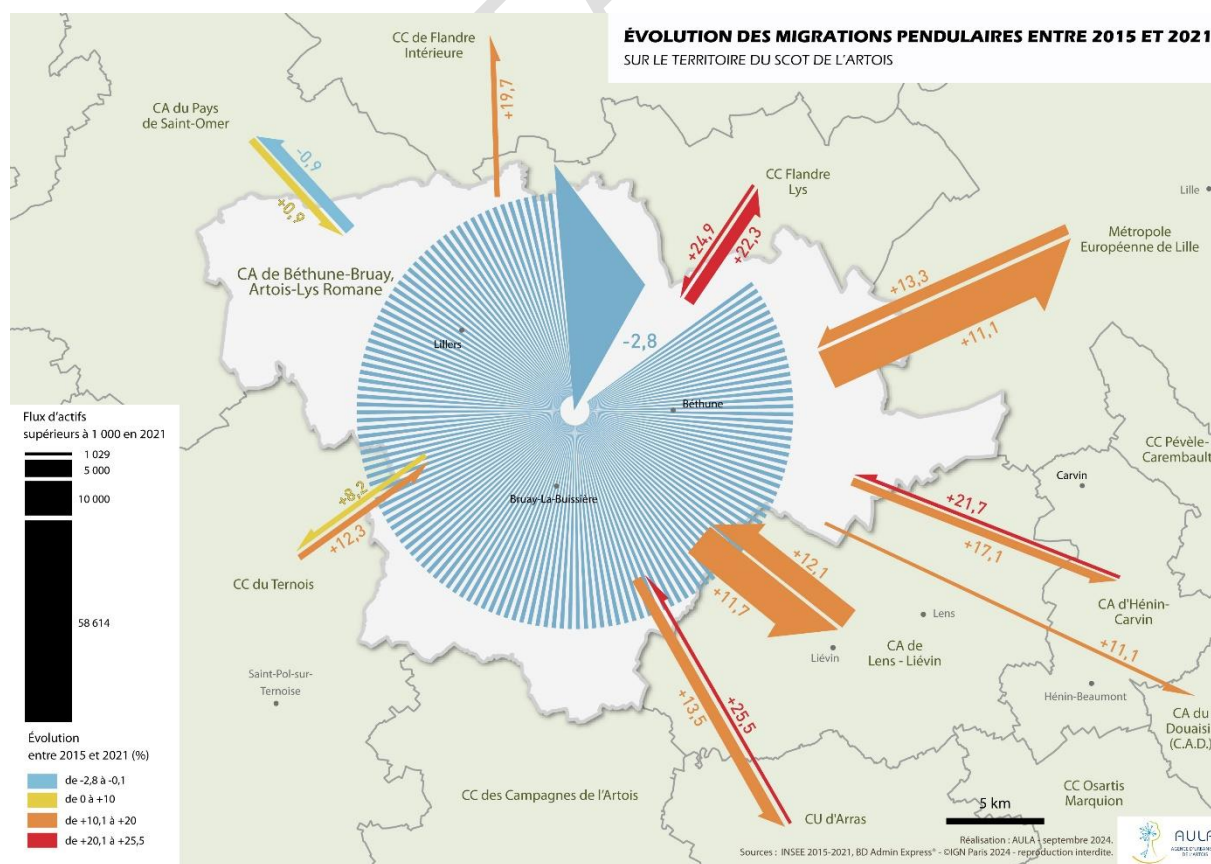 ÉVOLUTION DES MIGRATIONS PENDULAIRES ENTRE 2015 ET 2021
SUR LE TERRITOIRE DU SCOT DE L'ARTOIS
CC de Flandre
Intérieure
+19,7
CA du Pays
de Saint-Omer
-0,9
+0,9
CC Flandre
Lys
+24,9
+22,3
Lille
Métropole
Européenne de Lille
+13,3
+11,1
CA de Béthune-Bruay,
Artois-Lys Romane
Lillers
-2,8
Béthune
Bruay-La-Buissière
Flux d'actifs
supérieurs à 1 000 en 2021
1 029
5 000
10 000
58 614
Évolution
entre 2015 et 2021 (%)
de -2,8 à -0,1
de 0 à +10
de +10,1 à +20
de +20,1 à +25,5
CC Pévèle-
Carembault
Carvin
+21,7
+17,1
CA d'Hénin-
Carvin
+8,2
+12,3
CC du Ternois
+12,1
+11,7
Lens
Liévin
CA de
Lens - Liévin
+11,1
Hénin-Beaumont
CA du
Douaisi
(C.A.D.)
Saint-Pol-sur-
Ternoise
+25,5
+13,5
CC des Campagnes de l'Artois
CU d'Arras
CC Osartis
Marquion
5 km
Réalisation : AULA - septembre 2024.
Sources : INSEE 2015-2021, BD Admin Express® - ©IGN Paris 2024 - reproduction interdite.
AULA
AGENCE D'URBANI
DE L'ARTOIS